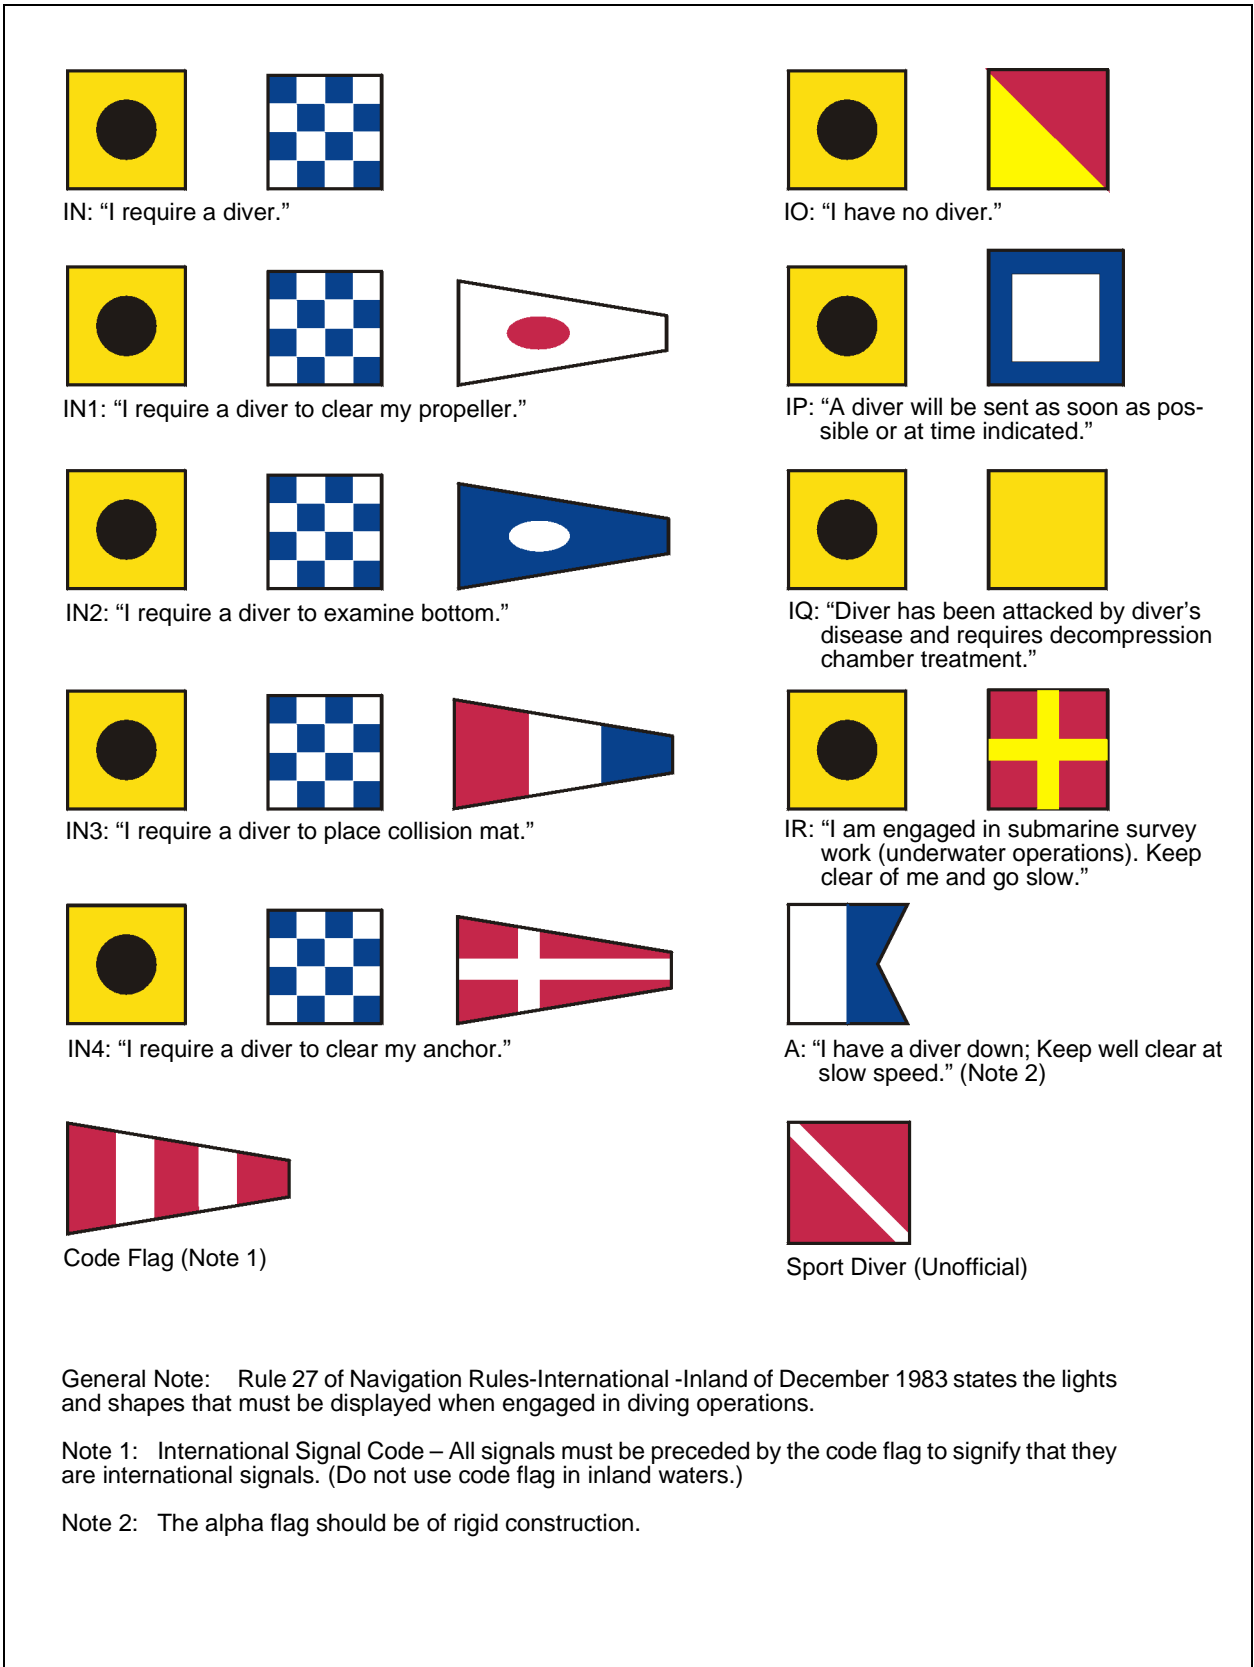 IN: “I require a diver.”
IO: “I have no diver.”
IN1: “I require a diver to clear my propeller.”
IP: “A diver will be sent as soon as pos-
sible or at time indicated.”
IN2: “I require a diver to examine bottom.”
IQ: “Diver has been attacked by diver’s
disease and requires decompression
chamber treatment.”
IN3: “I require a diver to place collision mat.”
IR: “I am engaged in submarine survey
work (underwater operations). Keep
clear of me and go slow.”
IN4: “I require a diver to clear my anchor.”
A: “I have a diver down; Keep well clear at
slow speed.” (Note 2)
Code Flag (Note 1)
Sport Diver (Unofficial)
General Note: Rule 27 of Navigation Rules-International -Inland of December 1983 states the lights
and shapes that must be displayed when engaged in diving operations.
Note 1: International Signal Code – All signals must be preceded by the code flag to signify that they
are international signals. (Do not use code flag in inland waters.)
Note 2: The alpha flag should be of rigid construction.